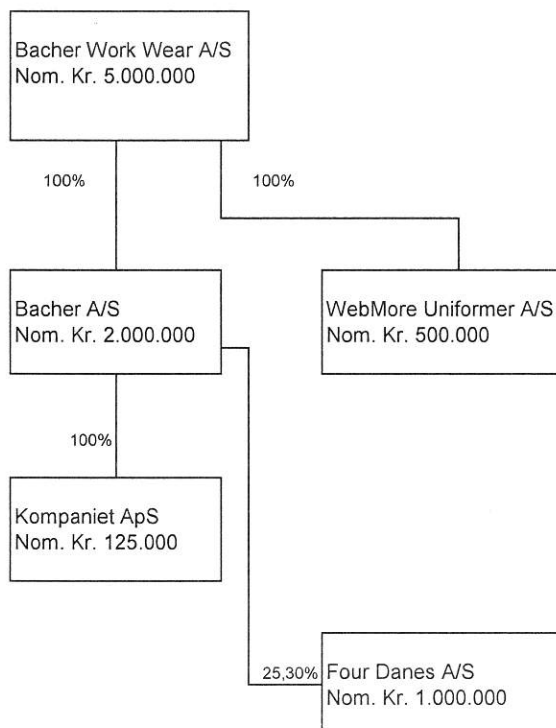 Bacher Work Wear A/S
Nom. Kr. 5.000.000
100%
100%
Bacher A/S
Nom. Kr. 2.000.000
WebMore Uniformer A/S
Nom. Kr. 500.000
100%
Kompaniet ApS
Nom. Kr. 125.000
25,30%
Four Danes A/S
Nom. Kr. 1.000.000